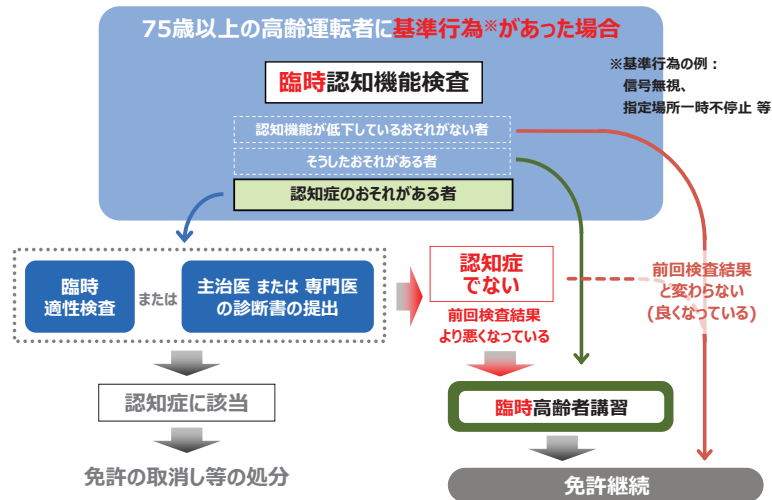 75歳以上の高齢運転者に基準行為※があった場合
※基準行為の例：
信号無視、
指定場所一時不停止 等
臨時認知機能検査
認知機能が低下しているおそれがない者
そうしたおそれがある者
認知症のおそれがある者
臨時
適性検査
または
主治医 または 専門医
の診断書の提出
認知症
でない
前回検査結果
より悪くなっている
前回検査結果
と変わらない
(良くなっている)
認知症に該当
臨時高齢者講習
免許の取消し等の処分
免許継続